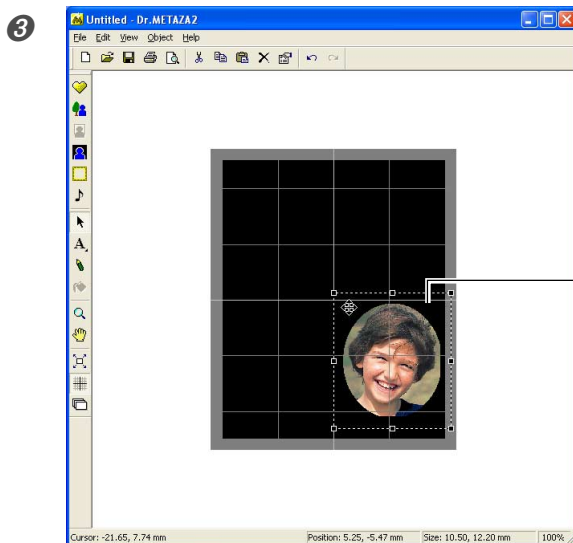 3
Untitled - Dr.METAZA2
File Edit View Object Help
A
Cursor: -21.65, 7.74 mm Position: 5.25, -5.47 mm Size: 10.50, 12.20 mm 100%